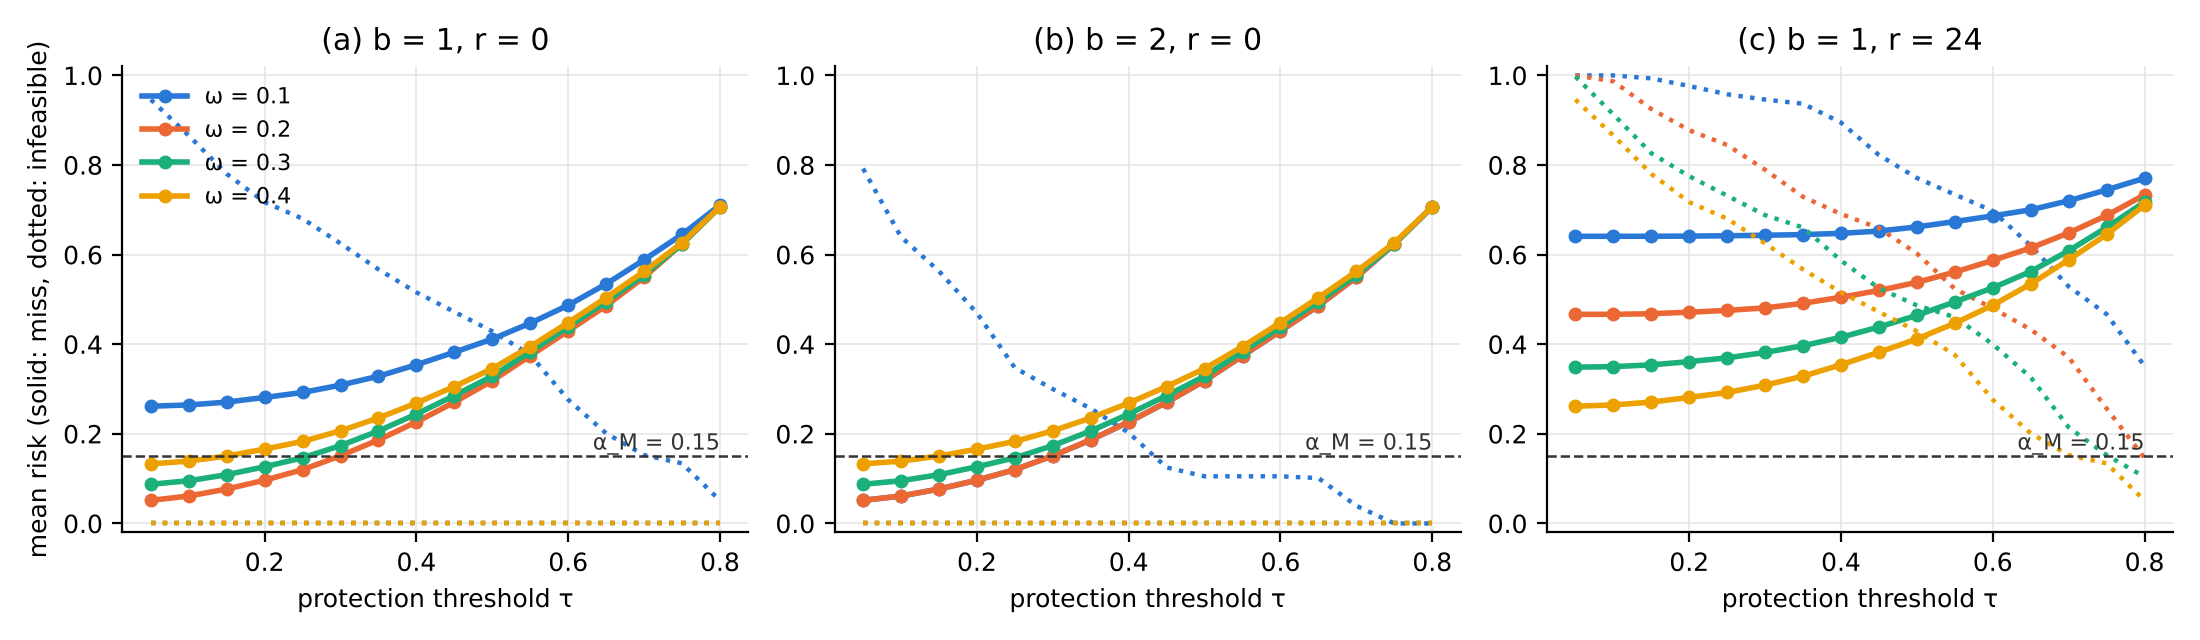 (a) b = 1, r = 0
(b) b = 2, r = 0
(c) b = 1, r = 24
mean risk (solid: miss, dotted: infeasible)
1.0
0.8
0.6
0.4
0.2
0.0
ω = 0.1
ω = 0.2
ω = 0.3
ω = 0.4
α_M = 0.15
0.2 0.4 0.6 0.8
protection threshold τ
1.0
0.8
0.6
0.4
0.2
0.0
α_M = 0.15
0.2 0.4 0.6 0.8
protection threshold τ
1.0
0.8
0.6
0.4
0.2
0.0
α_M = 0.15
0.2 0.4 0.6 0.8
protection threshold τ